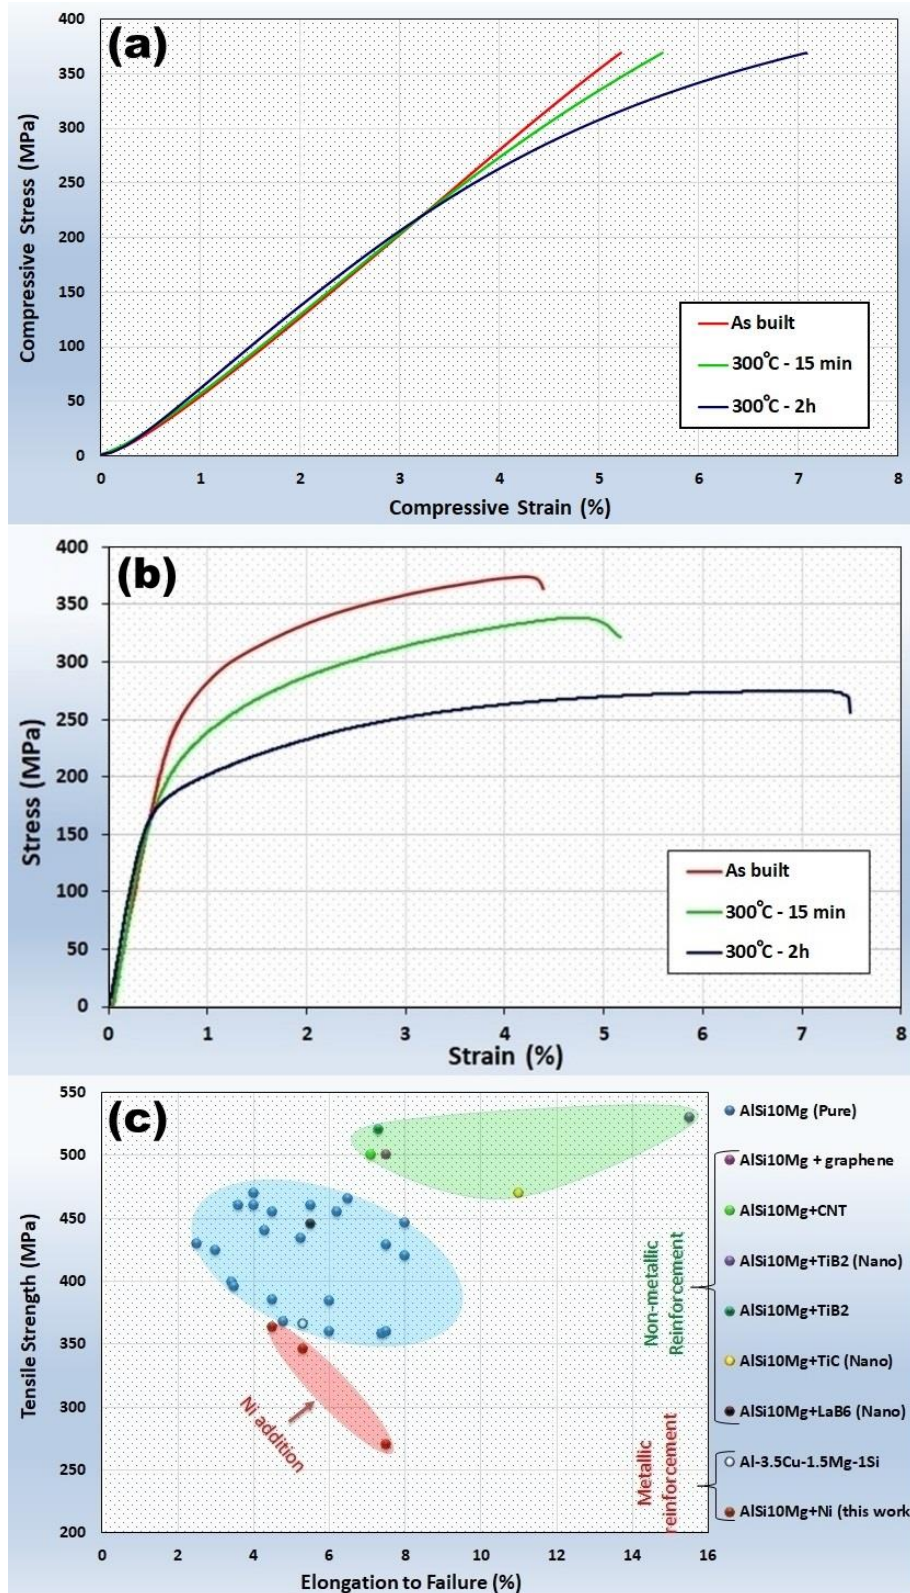 (a)
400
350
300
250
200
150
100
50
0
Compressive Stress (MPa)
As built
300°C - 15 min
300°C - 2h
0 1 2 3 4 5 6 7 8
Compressive Strain (%)
(b)
400
350
300
250
200
150
100
50
0
Stress (MPa)
As built
300°C - 15 min
300°C - 2h
0 1 2 3 4 5 6 7 8
Strain (%)
(c)
550
500
450
400
350
300
250
200
Tensile Strength (MPa)
Ni addition
Non-metallic
Reinforcement
Metallic
reinforcement
AlSi10Mg (Pure)
AlSi10Mg + graphene
AlSi10Mg+CNT
AlSi10Mg+TiB2 (Nano)
AlSi10Mg+TiB2
AlSi10Mg+TiC (Nano)
AlSi10Mg+LaB6 (Nano)
Al-3.5Cu-1.5Mg-1Si
AlSi10Mg+Ni (this work
0 2 4 6 8 10 12 14 16
Elongation to Failure (%)